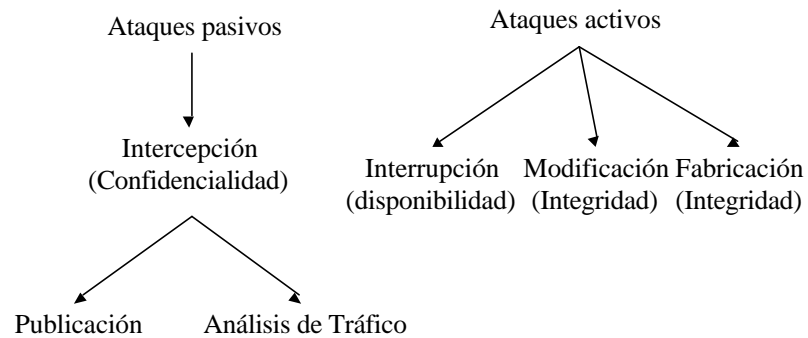 Ataques pasivos
Intercepción
(Confidencialidad)
Publicación
Análisis de Tráfico
Ataques activos
Interrupción
(disponibilidad)
Modificación
(Integridad)
Fabricación
(Integridad)